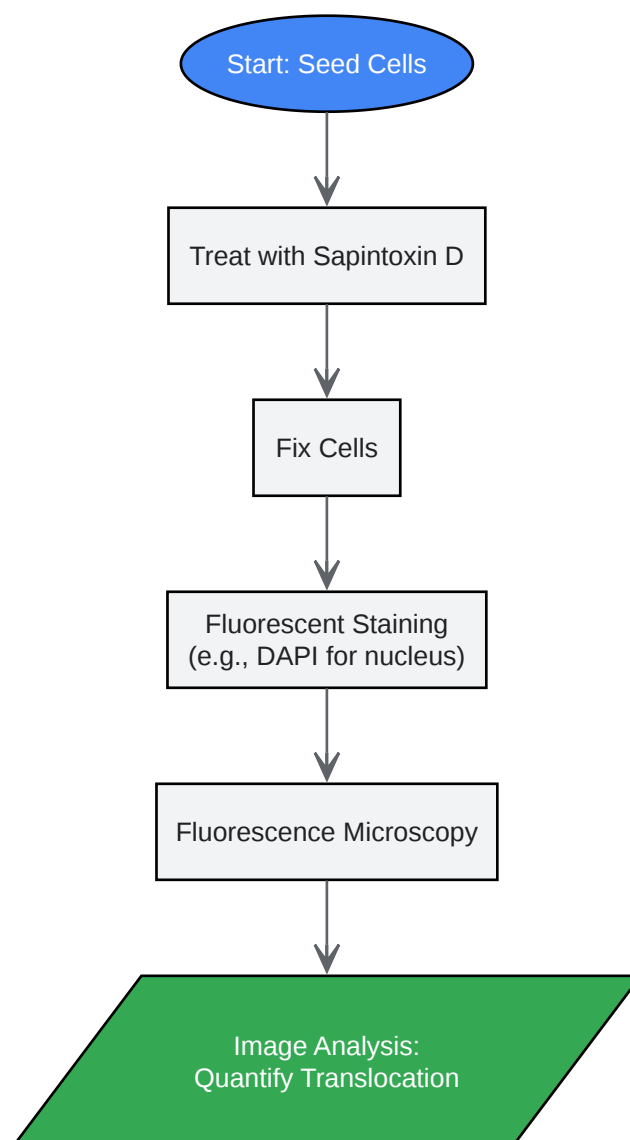 Start: Seed Cells
Treat with Sapintoxin D
Fix Cells
Fluorescent Staining
(e.g., DAPI for nucleus)
Fluorescence Microscopy
Image Analysis:
Quantify Translocation